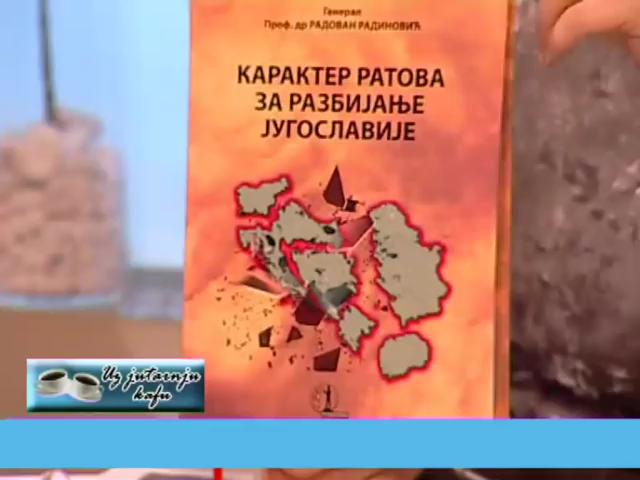 Генерал
Проф. др РАДОВАН РАДИНОВИЋ
КАРАКТЕР РАТОВА
ЗА РАЗБИЈАЊЕ
ЈУГОСЛАВИЈЕ
Uz jutarnju
kafu